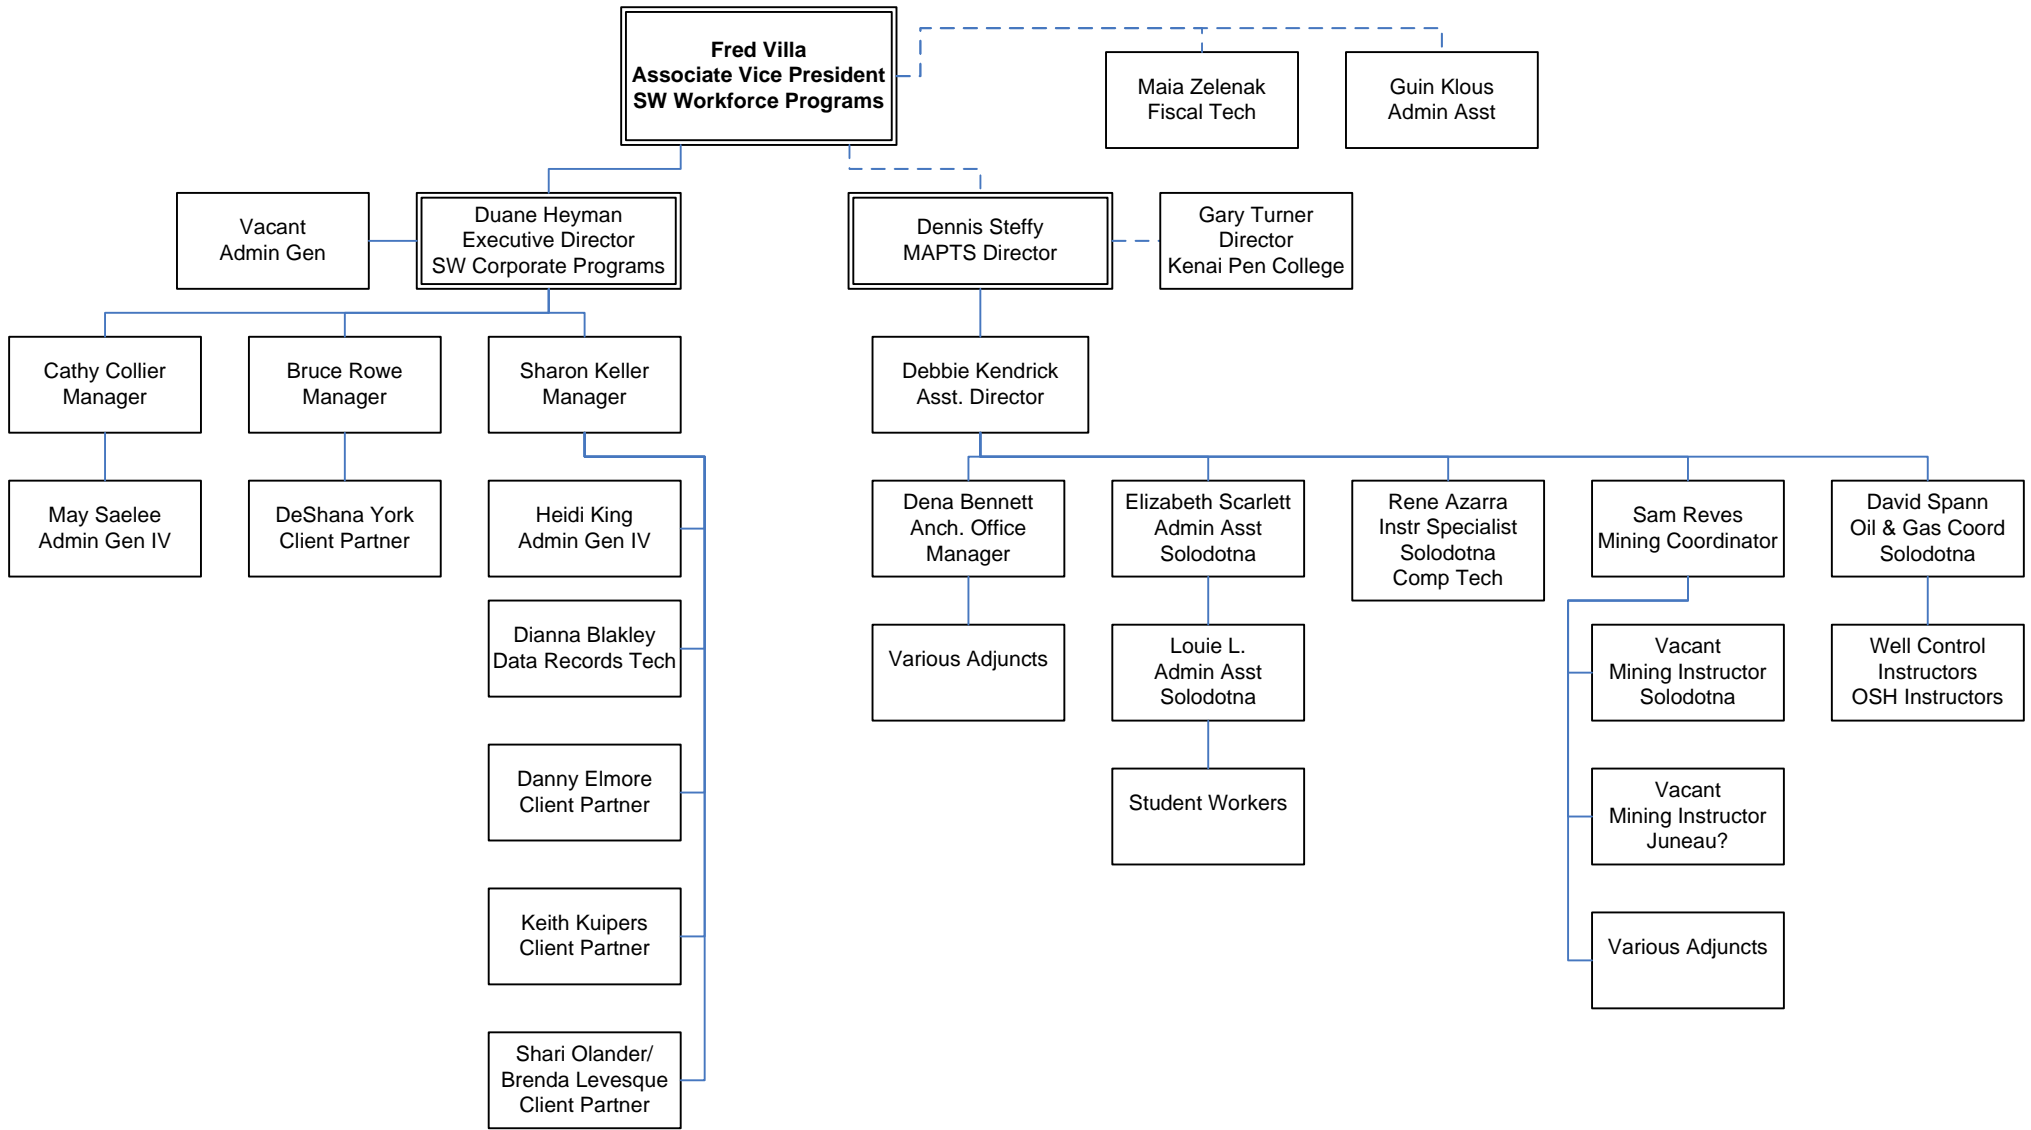 Fred Villa
Associate Vice President
SW Workforce Programs
Maia Zelenak
Fiscal Tech
Guin Klous
Admin Asst
Vacant
Admin Gen
Duane Heyman
Executive Director
SW Corporate Programs
Dennis Steffy
MAPTS Director
Gary Turner
Director
Kenai Pen College
Cathy Collier
Manager
Bruce Rowe
Manager
Sharon Keller
Manager
Debbie Kendrick
Asst. Director
May Saelee
Admin Gen IV
DeShana York
Client Partner
Heidi King
Admin Gen IV
Dena Bennett
Anch. Office
Manager
Elizabeth Scarlett
Admin Asst
Solodotna
Rene Azarra
Instr Specialist
Solodotna
Comp Tech
Sam Reves
Mining Coordinator
David Spann
Oil & Gas Coord
Solodotna
Dianna Blakley
Data Records Tech
Various Adjuncts
Louie L.
Admin Asst
Solodotna
Vacant
Mining Instructor
Solodotna
Well Control
Instructors
OSH Instructors
Danny Elmore
Client Partner
Student Workers
Vacant
Mining Instructor
Juneau?
Keith Kuipers
Client Partner
Various Adjuncts
Shari Olander/
Brenda Levesque
Client Partner